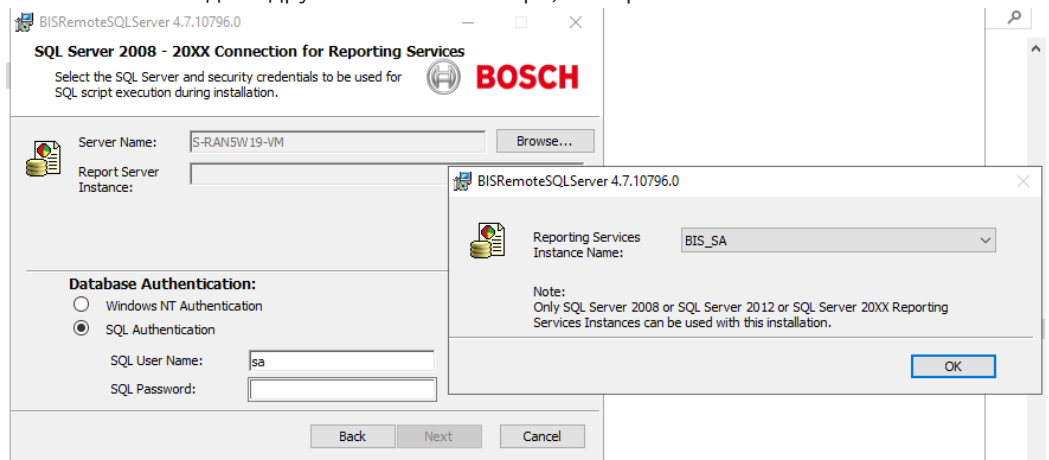 BISRemoteSQLServer 4.7.10796.0
SQL Server 2008 - 20XX Connection for Reporting Services
Select the SQL Server and security credentials to be used for
SQL script execution during installation.
BOSCH
Server Name:
S-RAN5W19-VM
Browse...
Report Server
Instance:
Database Authentication:
Windows NT Authentication
SQL Authentication
SQL User Name:
sa
SQL Password:
Back
Next
Cancel
BISRemoteSQLServer 4.7.10796.0
Reporting Services
Instance Name:
BIS_SA
Note:
Only SQL Server 2008 or SQL Server 2012 or SQL Server 20XX Reporting
Services Instances can be used with this installation.
OK